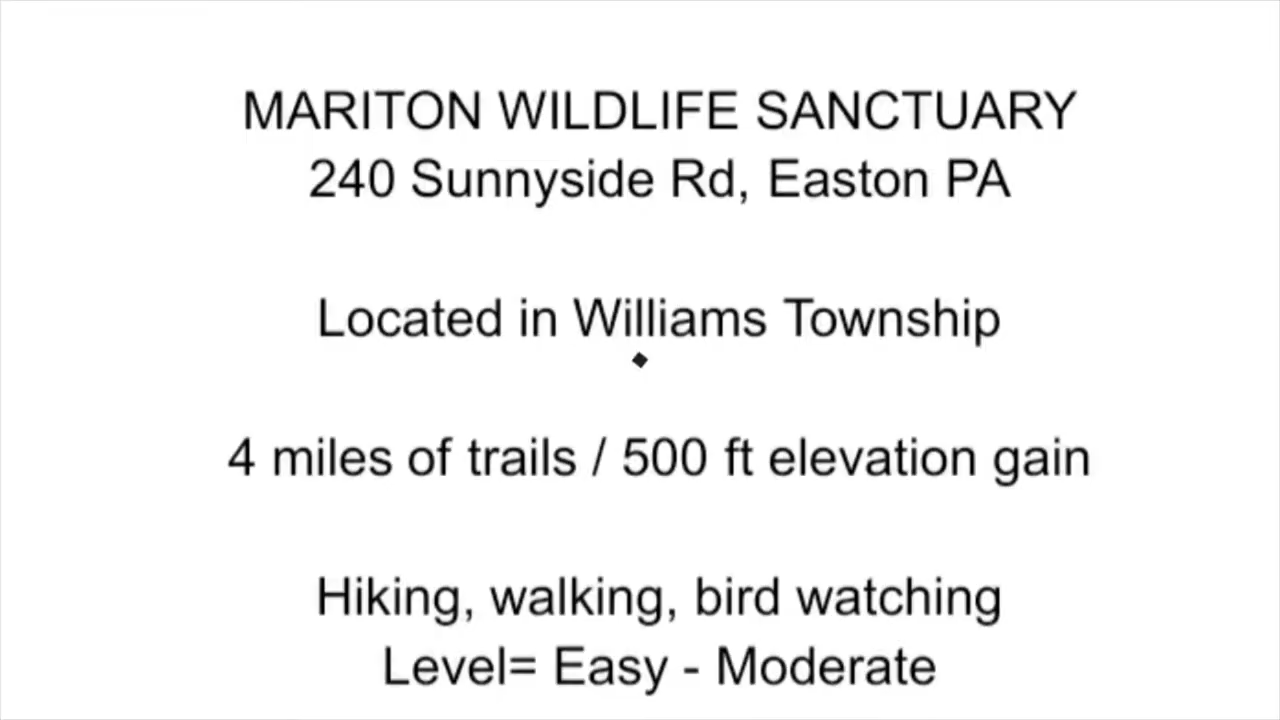 MARITON WILDLIFE SANCTUARY
240 Sunnyside Rd, Easton PA
Located in Williams Township
4 miles of trails / 500 ft elevation gain
Hiking, walking, bird watching
Level= Easy - Moderate